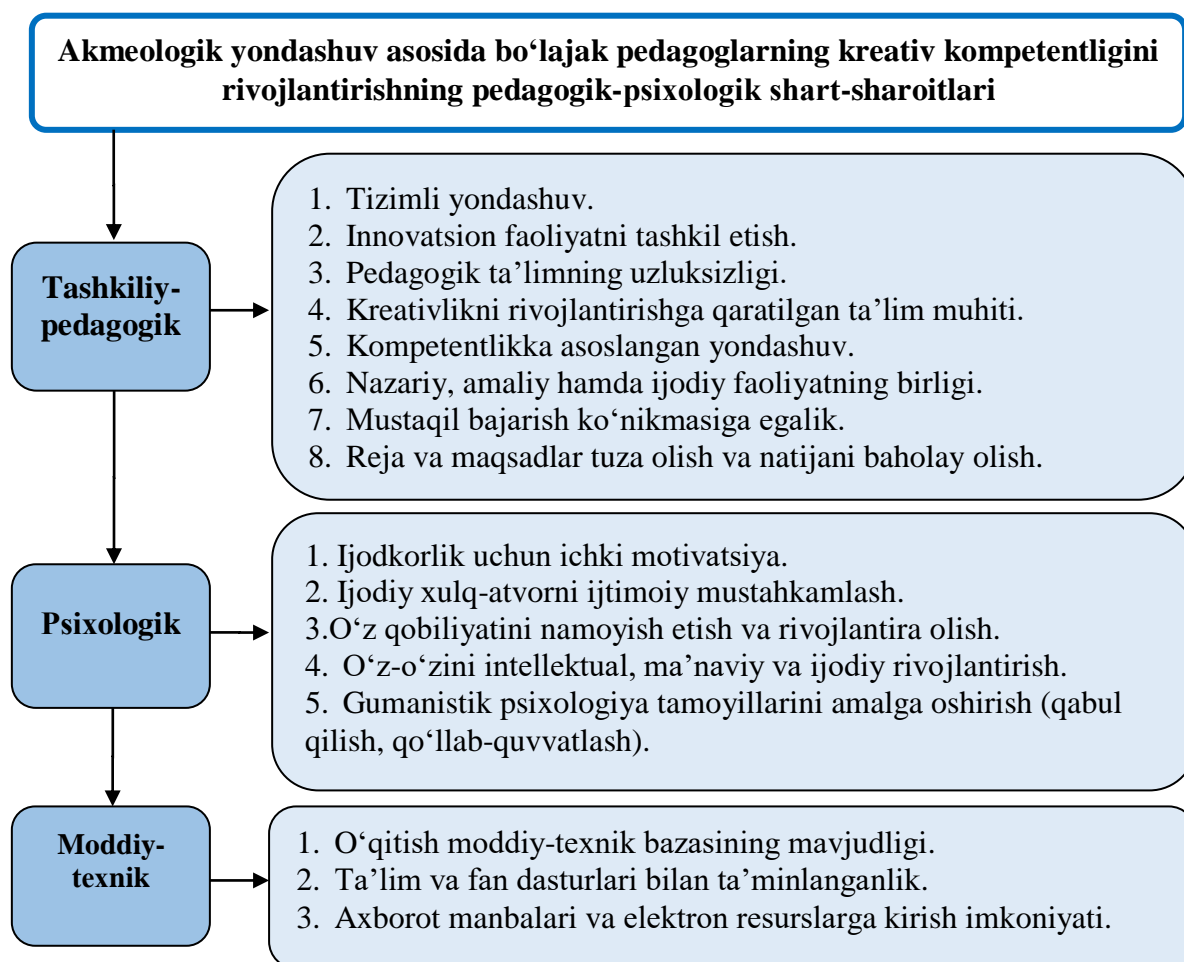 Akmeologik yondashuv asosida bo‘lajak pedagoglarning kreativ kompetentligini
rivojlantirishning pedagogik-psixologik shart-sharoitlari
Tashkiliy-
pedagogik
1. Tizimli yondashuv.
2. Innovatsion faoliyatni tashkil etish.
3. Pedagogik ta’limning uzluksizligi.
4. Kreativlikni rivojlantirishga qaratilgan ta’lim muhiti.
5. Kompetentlikka asoslangan yondashuv.
6. Nazariy, amaliy hamda ijodiy faoliyatning birligi.
7. Mustaqil bajarish ko‘nikmasiga egalik.
8. Reja va maqsadlar tuza olish va natijani baholay olish.
Psixologik
1. Ijodkorlik uchun ichki motivatsiya.
2. Ijodiy xulq-atvorni ijtimoiy mustahkamlash.
3.O‘z qobiliyatini namoyish etish va rivojlantira olish.
4. O‘z-o‘zini intellektual, ma’naviy va ijodiy rivojlantirish.
5. Gumanistik psixologiya tamoyillarini amalga oshirish (qabul
qilish, qo‘llab-quvvatlash).
Moddiy-
texnik
1. O‘qitish moddiy-texnik bazasining mavjudligi.
2. Ta’lim va fan dasturlari bilan ta’minlanganlik.
3. Axborot manbalari va elektron resurslarga kirish imkoniyati.